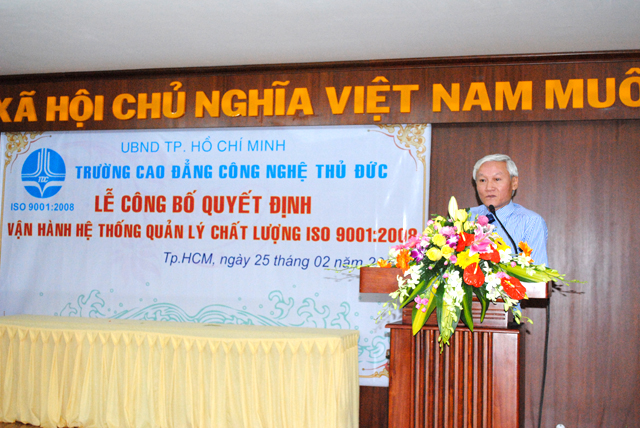 XÃ HỘI CHỦ NGHĨA VIỆT NAM MUÔ
UBND TP. HỒ CHÍ MINH
TRƯỜNG CAO ĐẲNG CÔNG NGHỆ THỦ ĐỨC
TDC
ISO 9001:2008
LỄ CÔNG BỐ QUYẾT ĐỊNH
VẬN HÀNH HỆ THỐNG QUẢN LÝ CHẤT LƯỢNG ISO 9001:2008
Tp.HCM, ngày 25 tháng 02 năm